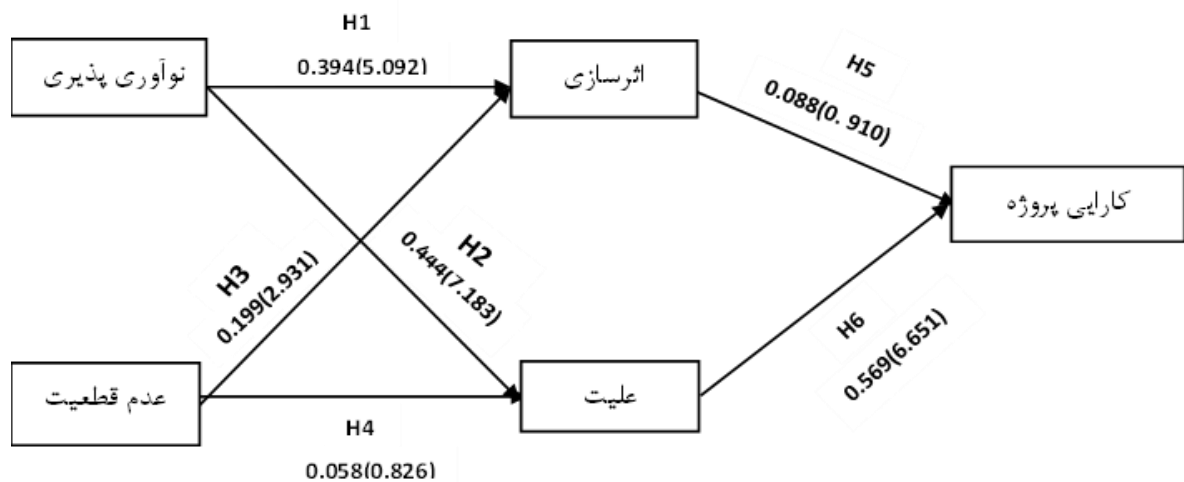 H1
0.394(5.092)
نوآوری پذیری
اثرسازی
H5
0.088(0. 910)
کارایی پروژه
H2
0.444(7.183)
H3
0.199(2.931)
H6
0.569(6.651)
عدم قطعیت
علیت
H4
0.058(0.826)